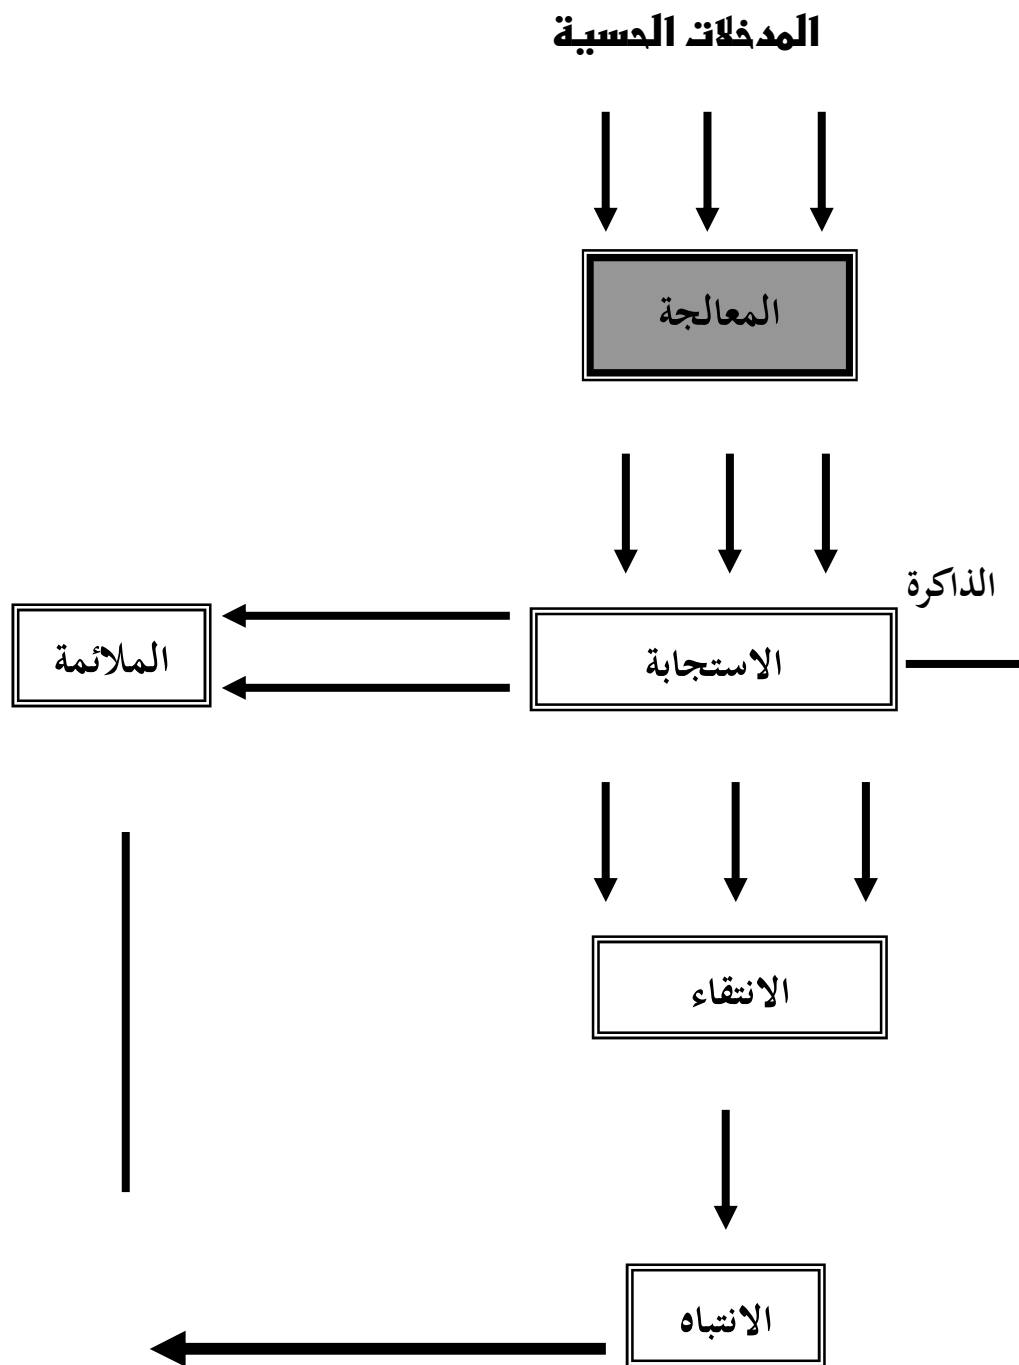 المدخلات الحسية
المعالجة
الذاكرة
الاستجابة
الملائمة
الانتقاء
الانتباه